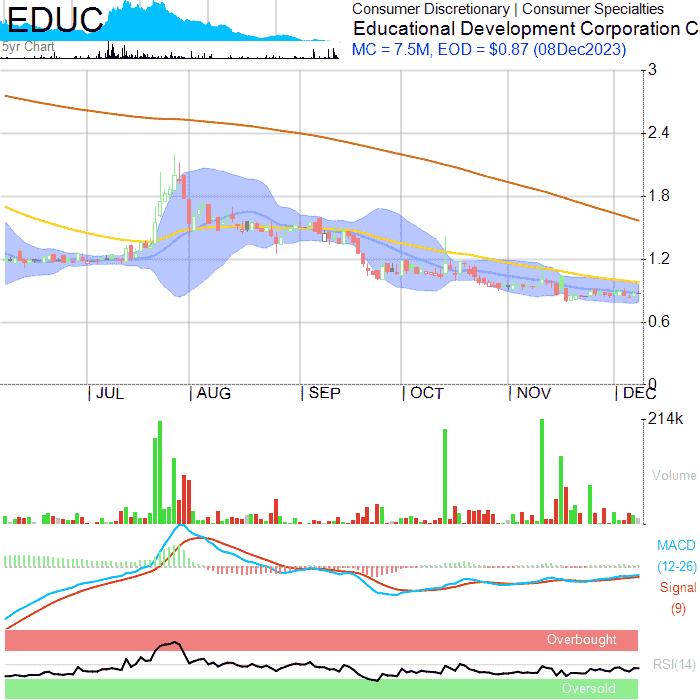 EDUC
5yr Chart
Consumer Discretionary | Consumer Specialties
Educational Development Corporation C
MC = 7.5M, EOD = $0.87 (08Dec2023)
3
2.4
1.8
1.2
0.6
0
JUL AUG SEP OCT NOV DEC
214k
Volume
MACD
(12-26)
Signal
(9)
Overbought
RSI(14)
Oversold